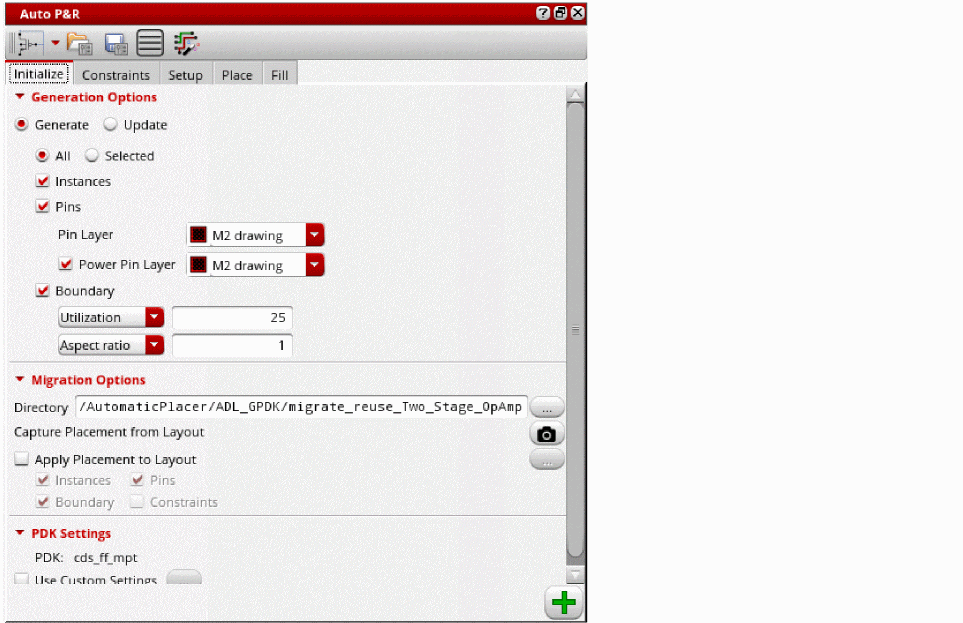 Auto P&R
Initialize Constraints Setup Place Fill
Generation Options
Generate Update
All Selected
Instances
Pins
Pin Layer M2 drawing
Power Pin Layer M2 drawing
Boundary
Utilization 25
Aspect ratio 1
Migration Options
Directory /AutomaticPlacer/ADL_GPDK/migrate_reuse_Two_Stage_OpAmp ...
Capture Placement from Layout
Apply Placement to Layout ...
Instances Pins
Boundary Constraints
PDK Settings
PDK: cds_ff_mpt
Use Custom Settings